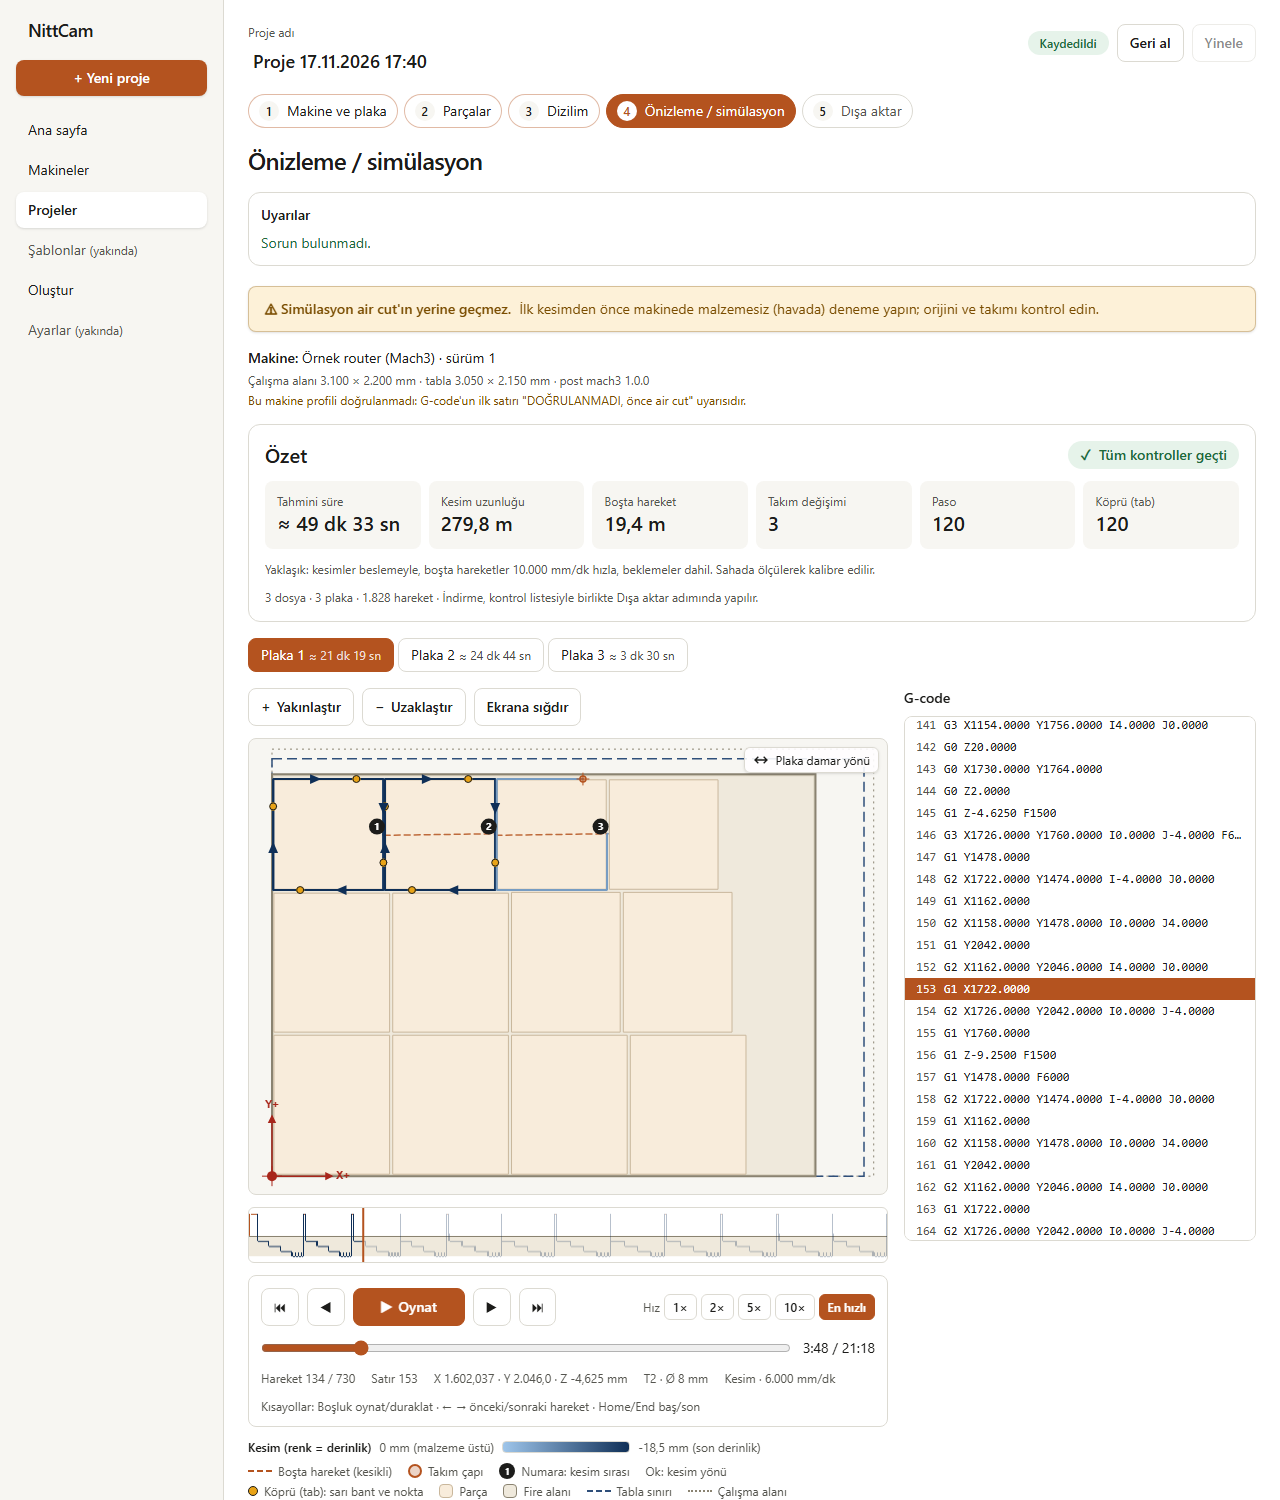 NittCam
+ Yeni proje
Ana sayfa
Makineler
Projeler
Şablonlar (yakında)
Oluştur
Ayarlar (yakında)
Proje adı
Proje 17.11.2026 17:40
Kaydedildi
Geri al
Yinele
1 Makine ve plaka
2 Parçalar
3 Dizilim
4 Önizleme / simülasyon
5 Dışa aktar
Önizleme / simülasyon
Uyarılar
Sorun bulunmadı.
⚠ Simülasyon air cut'ın yerine geçmez. İlk kesimden önce makinede malzemesiz (havada) deneme yapın; orijini ve takımı kontrol edin.
Makine: Örnek router (Mach3) · sürüm 1
Çalışma alanı 3.100 × 2.200 mm · tabla 3.050 × 2.150 mm · post mach3 1.0.0
Bu makine profili doğrulanmadı: G-code'un ilk satırı "DOĞRULANMADI, önce air cut" uyarısıdır.
Özet
✓ Tüm kontroller geçti
Tahmini süre
≈ 49 dk 33 sn
Kesim uzunluğu
279,8 m
Boşta hareket
19,4 m
Takım değişimi
3
Paso
120
Köprü (tab)
120
Yaklaşık: kesimler beslemeyle, boşta hareketler 10.000 mm/dk hızla, beklemeler dahil. Sahada ölçülerek kalibre edilir.
3 dosya · 3 plaka · 1.828 hareket · İndirme, kontrol listesiyle birlikte Dışa aktar adımında yapılır.
Plaka 1 ≈ 21 dk 19 sn
Plaka 2 ≈ 24 dk 44 sn
Plaka 3 ≈ 3 dk 30 sn
+ Yakınlaştır
− Uzaklaştır
Ekrana sığdır
↔ Plaka damar yönü
1
2
3
Y+
X+
G-code
141 G3 X1154.0000 Y1756.0000 I4.0000 J0.0000
142 G0 Z20.0000
143 G0 X1730.0000 Y1764.0000
144 G0 Z2.0000
145 G1 Z-4.6250 F1500
146 G3 X1726.0000 Y1760.0000 I0.0000 J-4.0000 F6…
147 G1 Y1478.0000
148 G2 X1722.0000 Y1474.0000 I-4.0000 J0.0000
149 G1 X1162.0000
150 G2 X1158.0000 Y1478.0000 I0.0000 J4.0000
151 G1 Y2042.0000
152 G2 X1162.0000 Y2046.0000 I4.0000 J0.0000
153 G1 X1722.0000
154 G2 X1726.0000 Y2042.0000 I0.0000 J-4.0000
155 G1 Y1760.0000
156 G1 Z-9.2500 F1500
157 G1 Y1478.0000 F6000
158 G2 X1722.0000 Y1474.0000 I-4.0000 J0.0000
159 G1 X1162.0000
160 G2 X1158.0000 Y1478.0000 I0.0000 J4.0000
161 G1 Y2042.0000
162 G2 X1162.0000 Y2046.0000 I4.0000 J0.0000
163 G1 X1722.0000
164 G2 X1726.0000 Y2042.0000 I0.0000 J-4.0000
▶ Oynat
Hız
1×
2×
5×
10×
En hızlı
3:48 / 21:18
Hareket 134 / 730 Satır 153 X 1.602,037 · Y 2.046,0 · Z -4,625 mm T2 · Ø 8 mm Kesim · 6.000 mm/dk
Kısayollar: Boşluk oynat/duraklat · ← → önceki/sonraki hareket · Home/End baş/son
Kesim (renk = derinlik) 0 mm (malzeme üstü) -18,5 mm (son derinlik)
Boşta hareket (kesikli) Takım çapı 1 Numara: kesim sırası Ok: kesim yönü
Köprü (tab): sarı bant ve nokta Parça Fire alanı Tabla sınırı Çalışma alanı